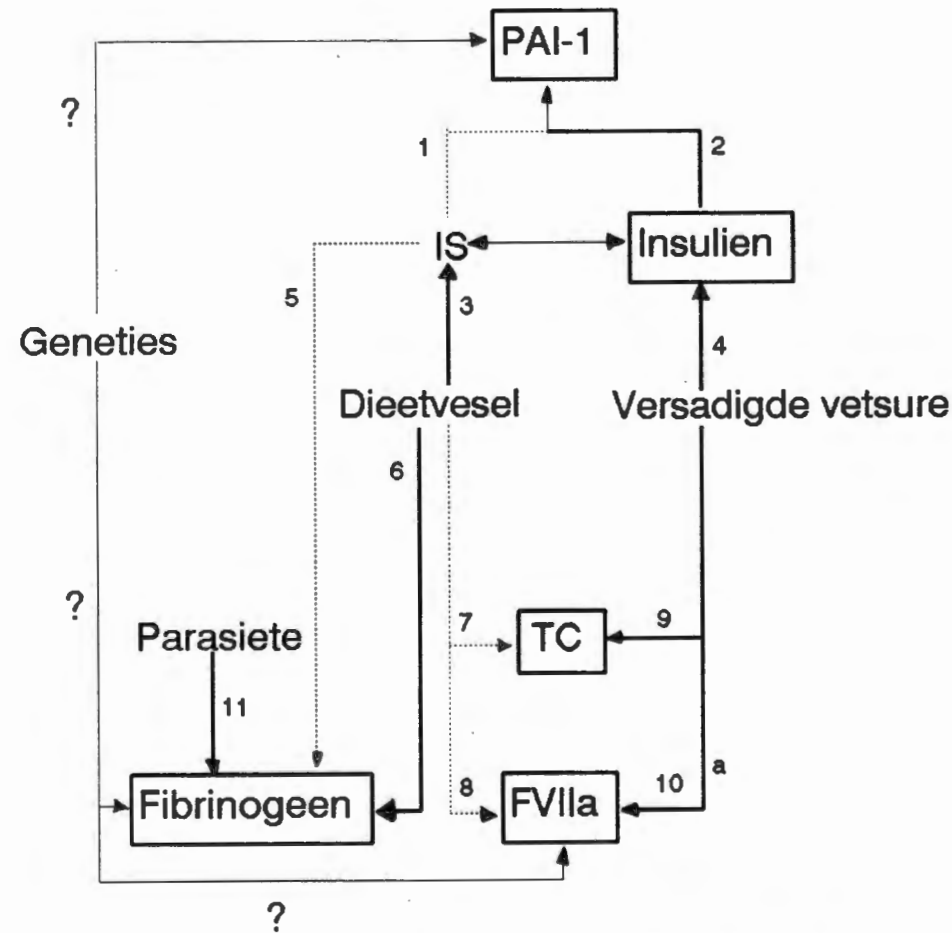 PAI-1
?
1
2
IS
Insulien
5
3
4
Geneties
Dieetvesel
Versadigde vetsure
6
?
Parasiete
7
TC
9
11
8
10
a
Fibrinogeen
FVIIa
?